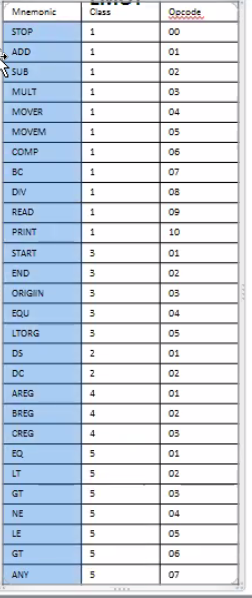 Mnemonic Class Opcode
STOP 1 00
ADD 1 01
SUB 1 02
MULT 1 03
MOVER 1 04
MOVEM 1 05
COMP 1 06
BC 1 07
DIV 1 08
READ 1 09
PRINT 1 10
START 3 01
END 3 02
ORIGIIN 3 03
EQU 3 04
LTORG 3 05
DS 2 01
DC 2 02
AREG 4 01
BREG 4 02
CREG 4 03
EQ 5 01
LT 5 02
GT 5 03
NE 5 04
LE 5 05
GT 5 06
ANY 5 07